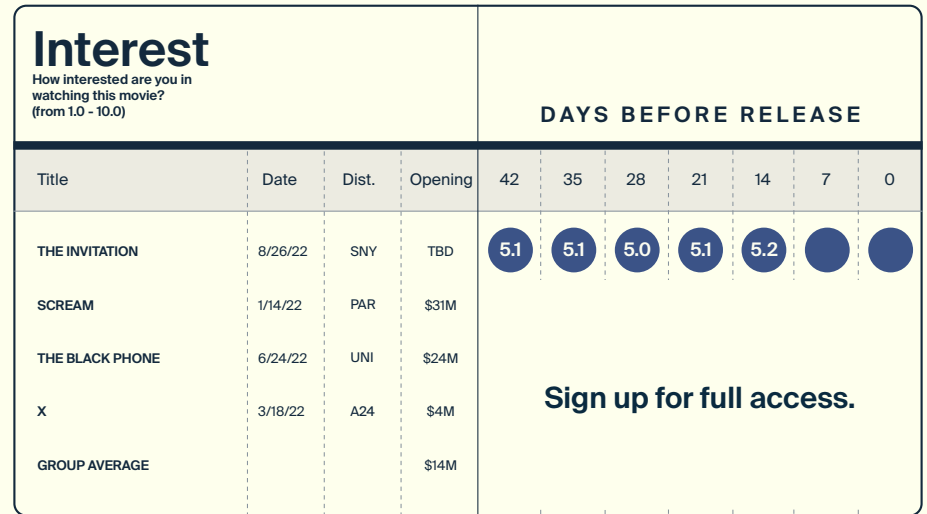 Interest
How interested are you in
watching this movie?
(from 1.0 - 10.0)
DAYS BEFORE RELEASE
Title Date Dist. Opening 42 35 28 21 14 7 0
THE INVITATION 8/26/22 SNY TBD 5.1 5.1 5.0 5.1 5.2
SCREAM 1/14/22 PAR $31M
THE BLACK PHONE 6/24/22 UNI $24M
Sign up for full access.
X 3/18/22 A24 $4M
GROUP AVERAGE $14M